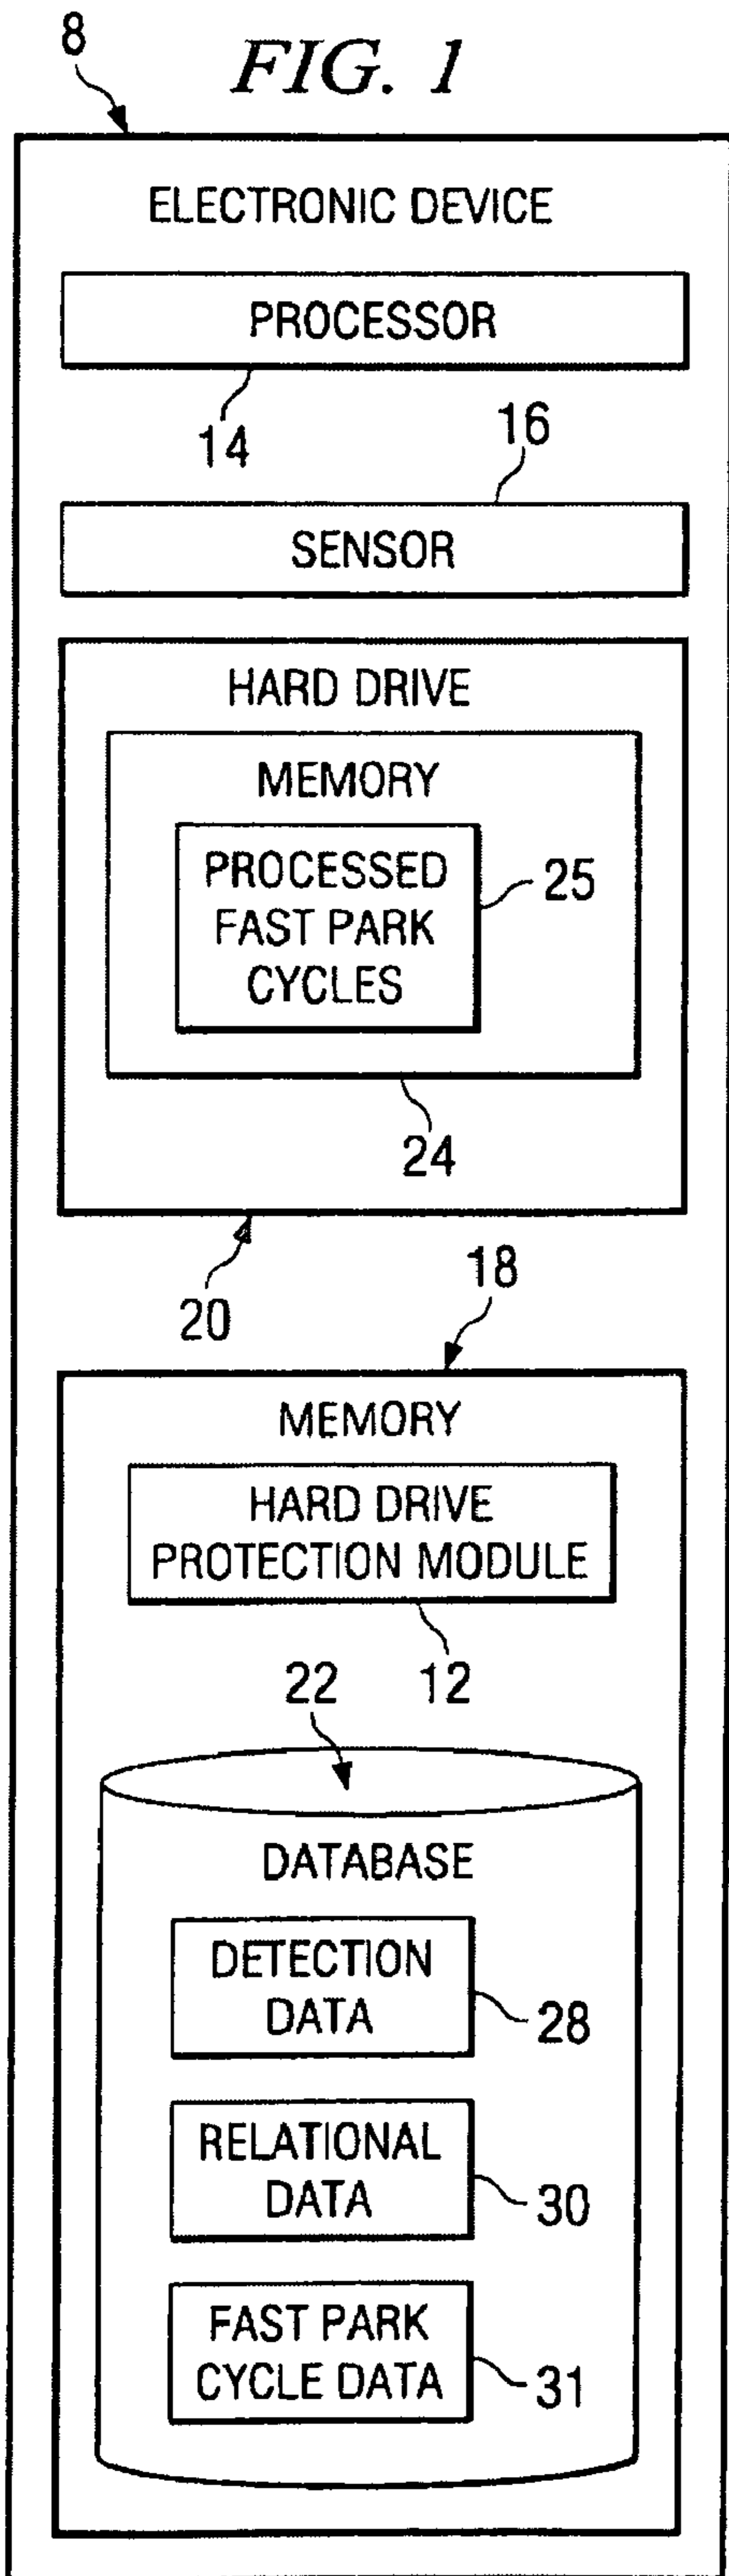 8
FIG. 1
ELECTRONIC DEVICE
PROCESSOR
14
16
SENSOR
HARD DRIVE
MEMORY
PROCESSED
FAST PARK
CYCLES
25
24
20
18
MEMORY
HARD DRIVE
PROTECTION MODULE
22
12
DATABASE
DETECTION
DATA
28
RELATIONAL
DATA
30
FAST PARK
CYCLE DATA
31